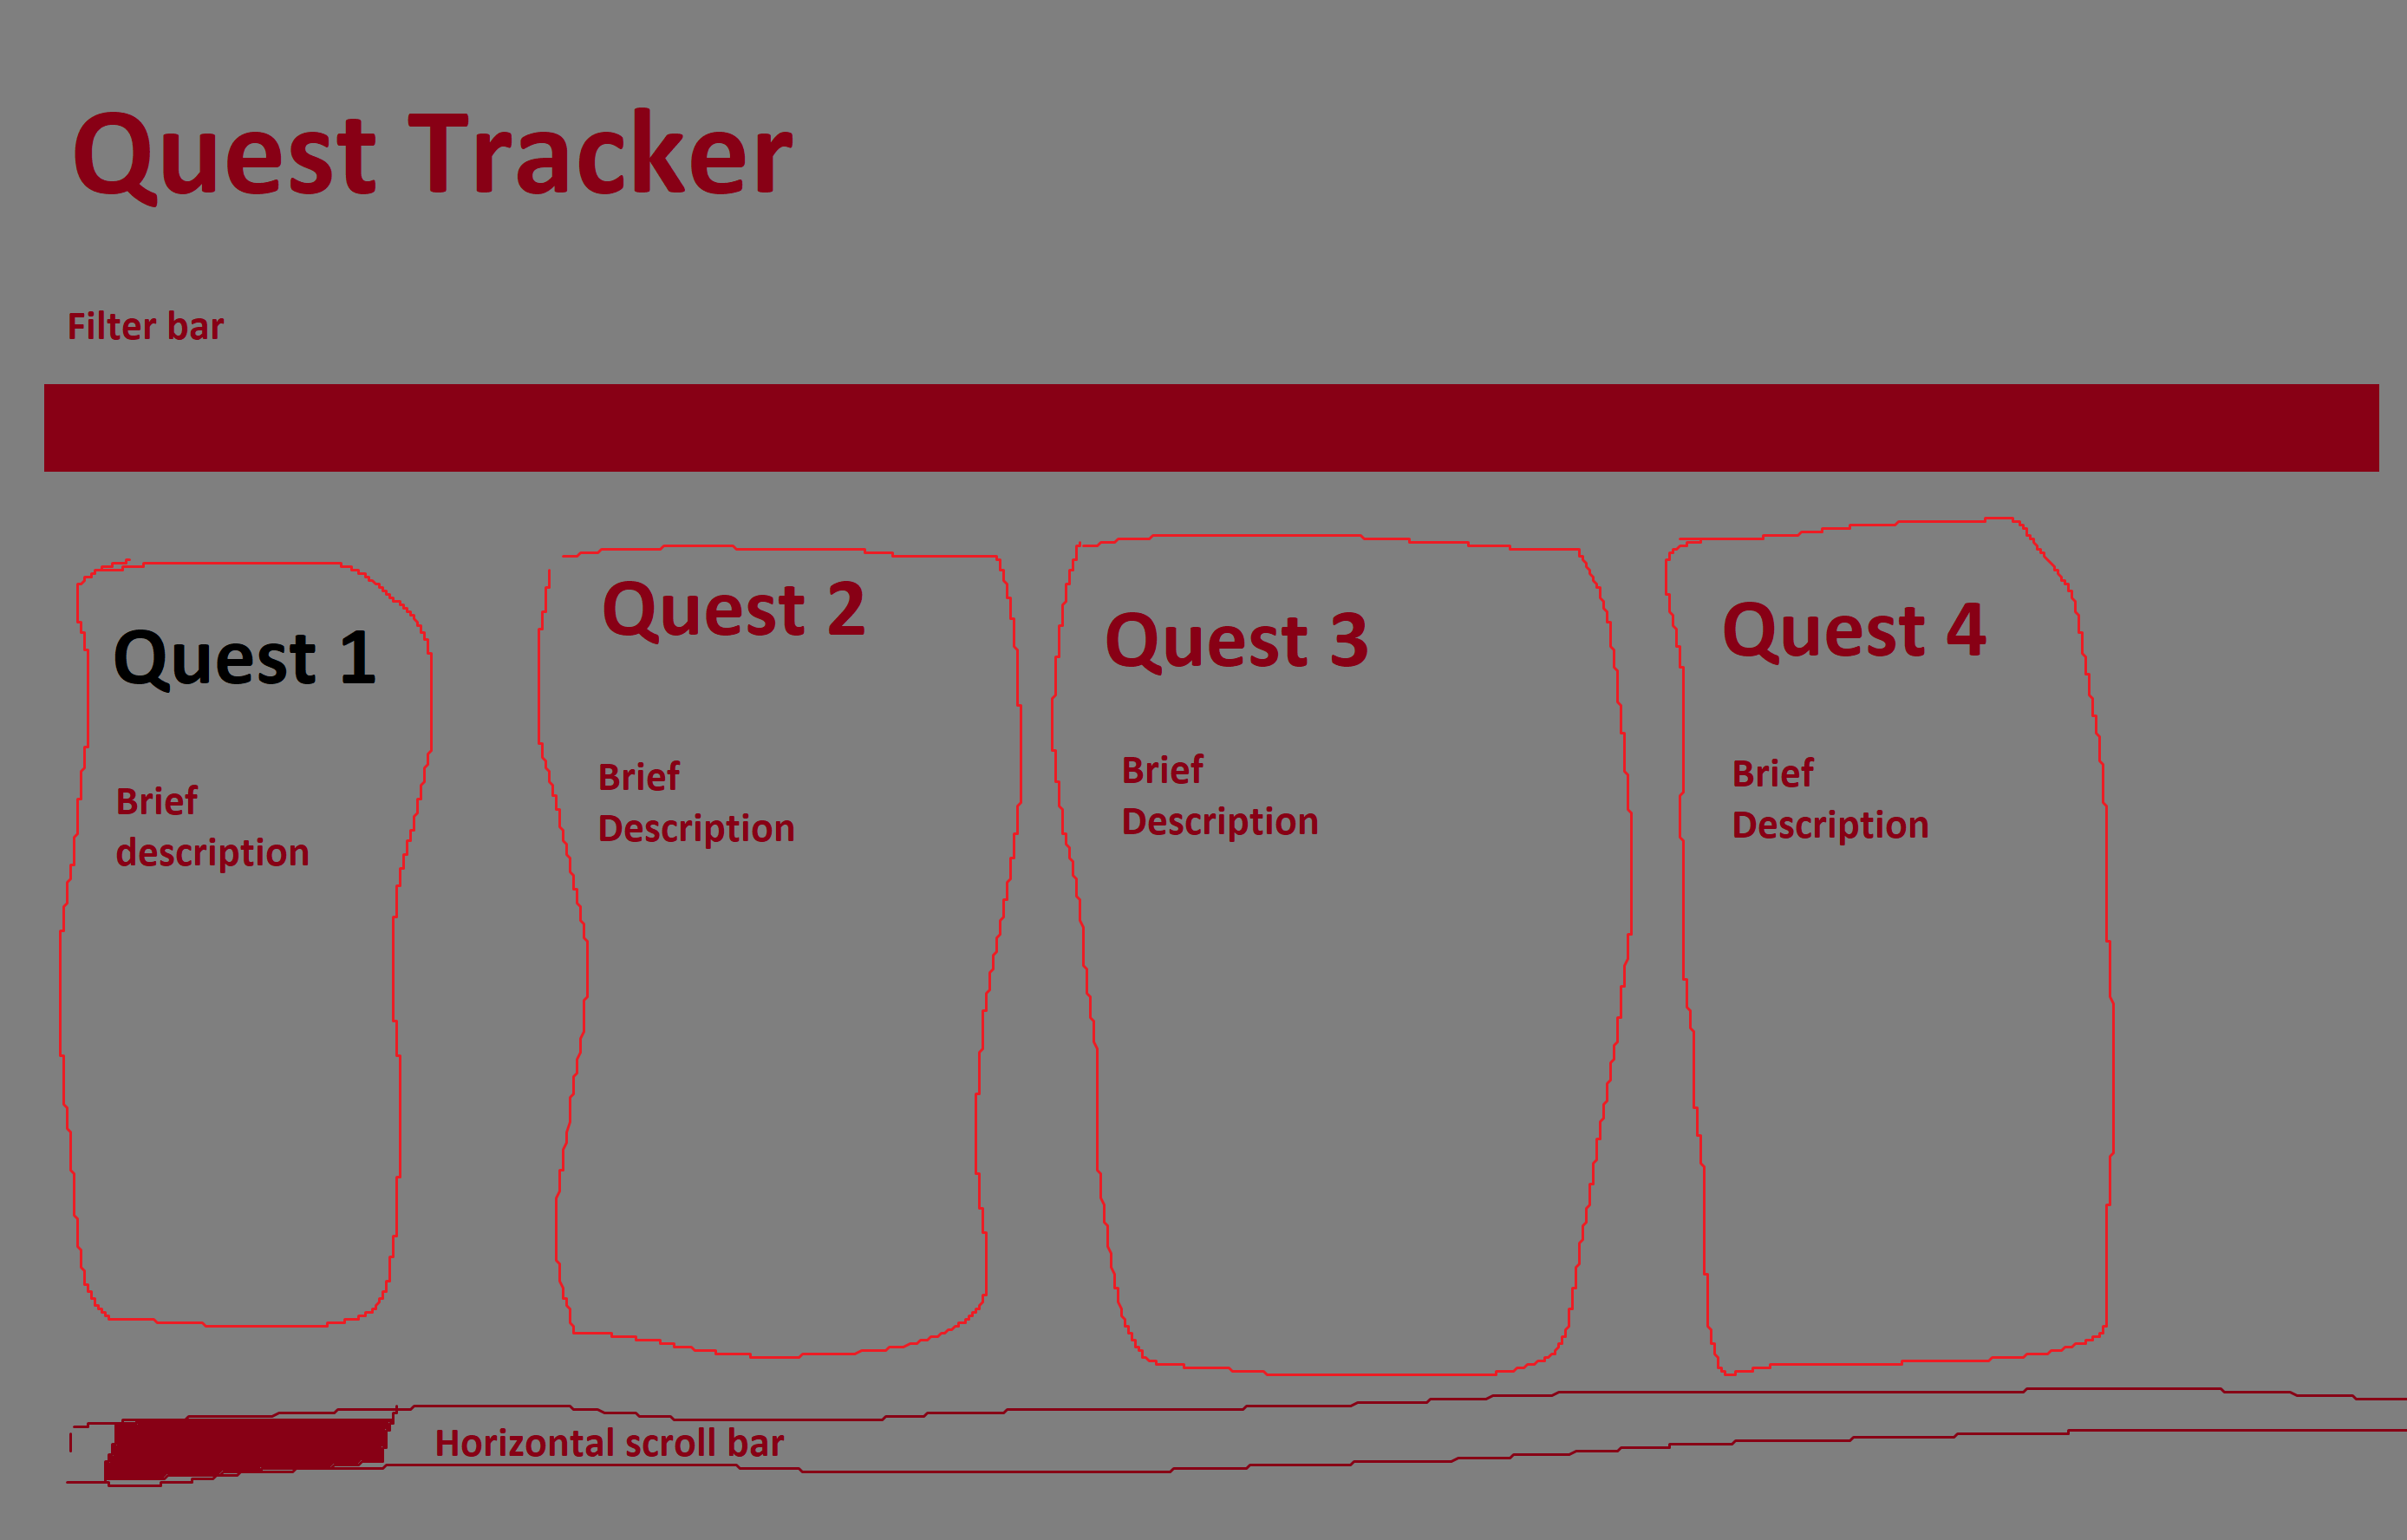 Quest Tracker
Filter bar
Quest 1
Brief
description
Quest 2
Brief
Description
Quest 3
Brief
Description
Quest 4
Brief
Description
Horizontal scroll bar